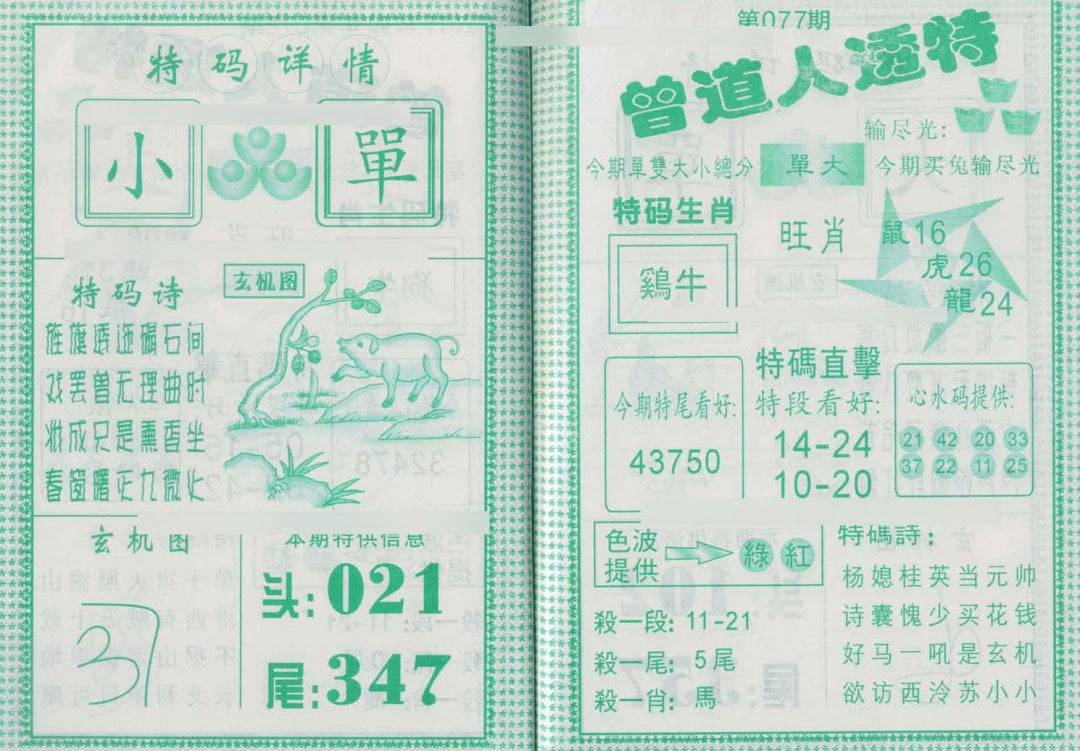 特码详情
小
單
特码诗
玄机图
戏罢曾无理曲时
妝成只是熏香坐
玄机图
本期特供信息
头:021
尾:347
第077期
曾道人透特
输尽光:
今期單雙大小總分
單大
今期买兔输尽光
特码生肖
鷄牛
旺肖
鼠16
虎26
龍24
今期特尾看好:
43750
特碼直擊
特段看好:
14-24
10-20
心水码提供:
21 42 20 33
37 22 11 25
色波
提供
綠 紅
殺一段: 11-21
殺一尾: 5尾
殺一肖: 馬
特碼詩:
杨媳桂英当元帅
诗囊愧少买花钱
好马一吼是玄机
欲访西泠苏小小